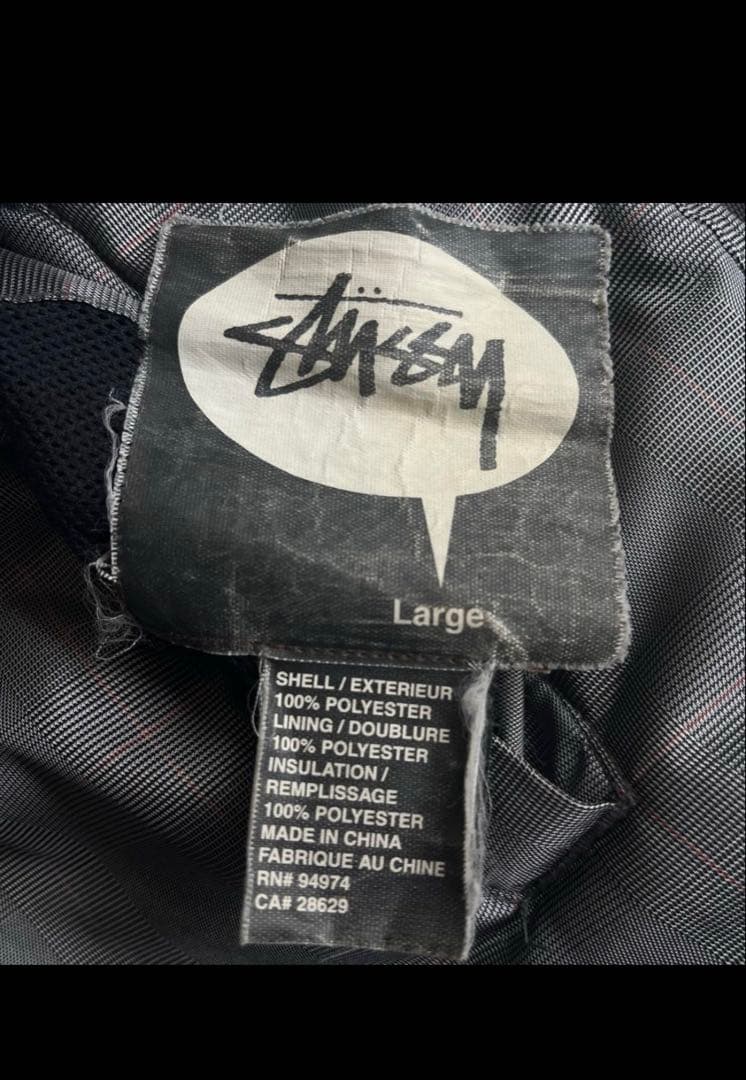 Stüssy
Large
SHELL / EXTERIEUR
100% POLYESTER
LINING / DOUBLURE
100% POLYESTER
INSULATION /
REMPLISSAGE
100% POLYESTER
MADE IN CHINA
FABRIQUE AU CHINE
RN# 94974
CA# 28629